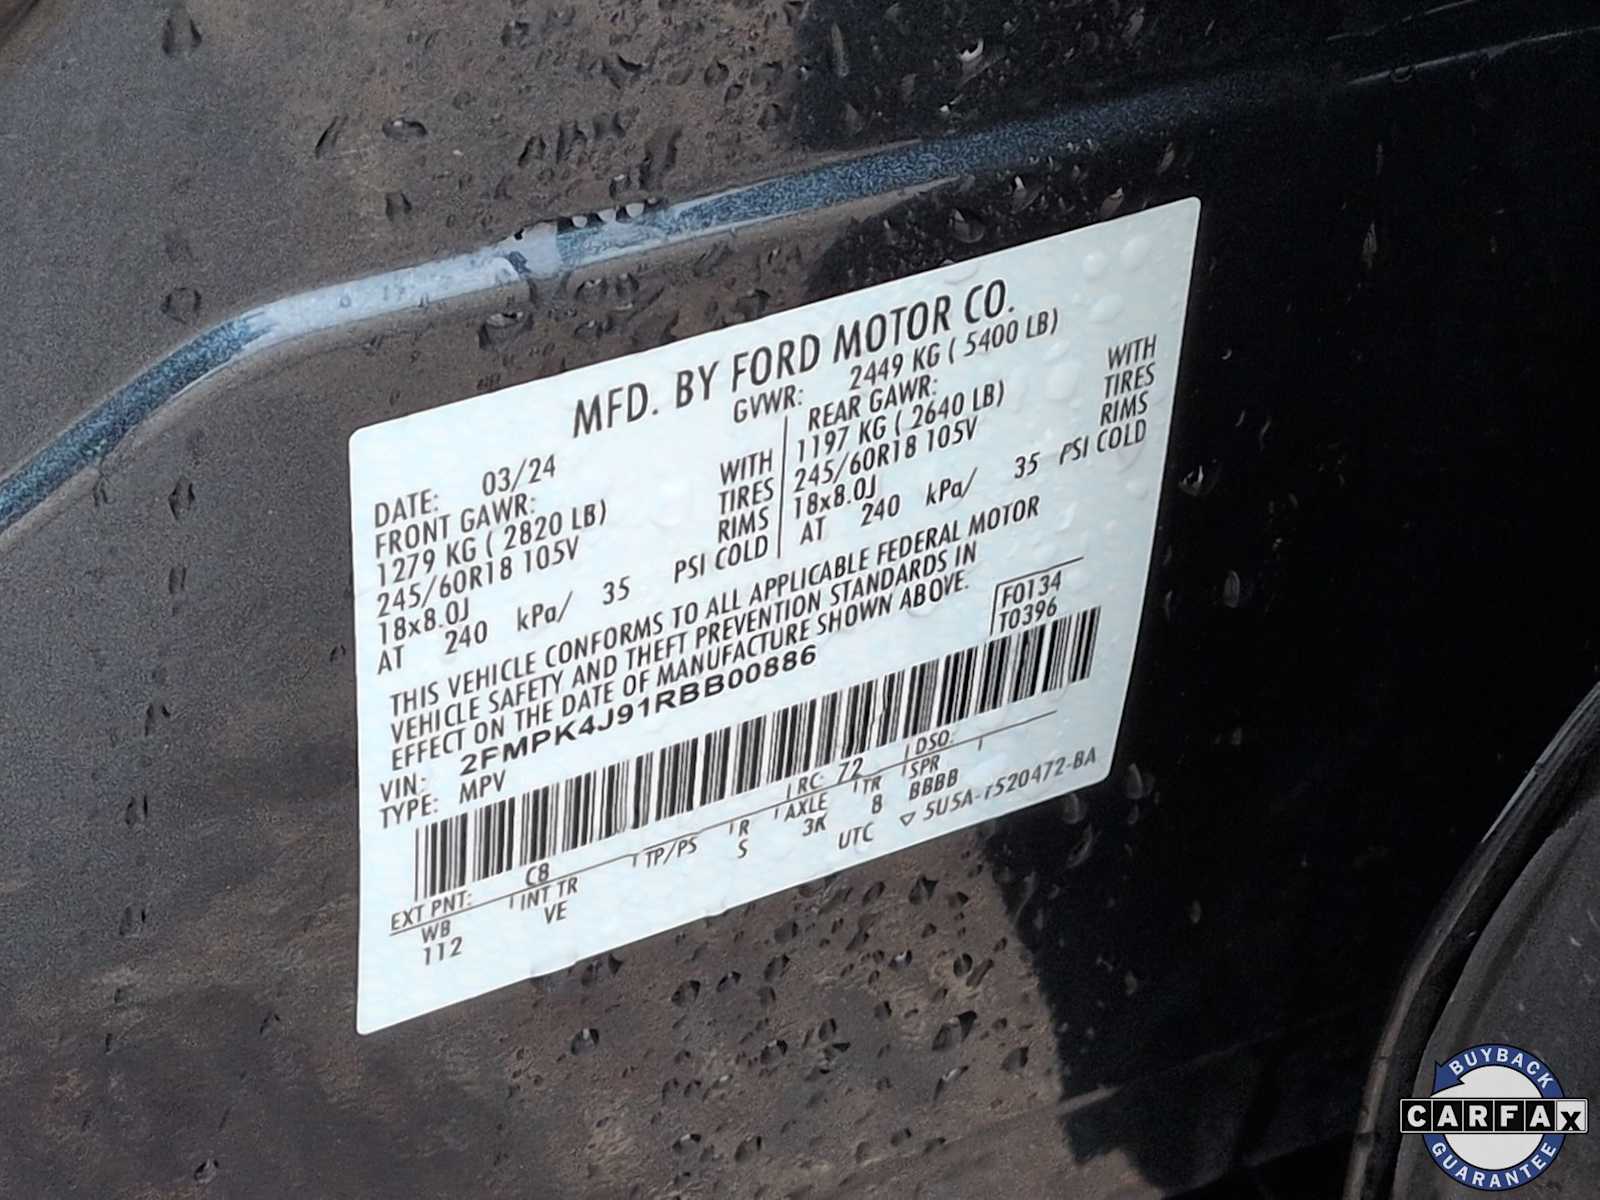 MFD. BY FORD MOTOR CO.
DATE: 03/24 GVWR: 2449 KG ( 5400 LB)
FRONT GAWR: REAR GAWR:
1279 KG ( 2820 LB) WITH 1197 KG ( 2640 LB) WITH
245/60R18 105V TIRES 245/60R18 105V TIRES
18x8.0J RIMS 18x8.0J RIMS
AT 240 kPa/ 35 PSI COLD AT 240 kPa/ 35 PSI COLD
THIS VEHICLE CONFORMS TO ALL APPLICABLE FEDERAL MOTOR
VEHICLE SAFETY AND THEFT PREVENTION STANDARDS IN
EFFECT ON THE DATE OF MANUFACTURE SHOWN ABOVE.
F0134
VIN: 2FMPK4J91RBB00886 T0396
TYPE: MPV
EXT PNT: C8 RC: 72 DSO:
WB INT TR TP/PS R AXLE TR SPR
112 VE S 3K 8 BBBB
UTC ▽ 5U5A-1520472-BA
BUYBACK
CARFAX
GUARANTEE